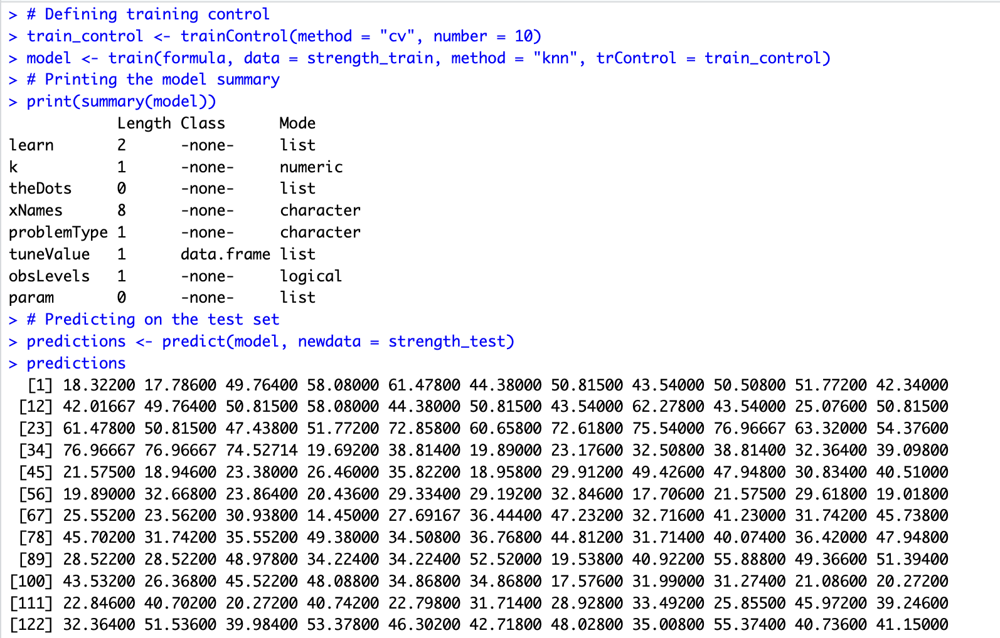 > # Defining training control
> train_control <- trainControl(method = "cv", number = 10)
> model <- train(formula, data = strength_train, method = "knn", trControl = train_control)
> # Printing the model summary
> print(summary(model))
            Length Class      Mode
learn       2      -none-     list
k           1      -none-     numeric
theDots     0      -none-     list
xNames      8      -none-     character
problemType 1      -none-     character
tuneValue   1      data.frame list
obsLevels   1      -none-     logical
param       0      -none-     list
> # Predicting on the test set
> predictions <- predict(model, newdata = strength_test)
> predictions
  [1] 18.32200 17.78600 49.76400 58.08000 61.47800 44.38000 50.81500 43.54000 50.50800 51.77200 42.34000
 [12] 42.01667 49.76400 50.81500 58.08000 44.38000 50.81500 43.54000 62.27800 43.54000 25.07600 50.81500
 [23] 61.47800 50.81500 47.43800 51.77200 72.85800 60.65800 72.61800 75.54000 76.96667 63.32000 54.37600
 [34] 76.96667 76.96667 74.52714 19.69200 38.81400 19.89000 23.17600 32.50800 38.81400 32.36400 39.09800
 [45] 21.57500 18.94600 23.38000 26.46000 35.82200 18.95800 29.91200 49.42600 47.94800 30.83400 40.51000
 [56] 19.89000 32.66800 23.86400 20.43600 29.33400 29.19200 32.84600 17.70600 21.57500 29.61800 19.01800
 [67] 25.55200 23.56200 30.93800 14.45000 27.69167 36.44400 47.23200 32.71600 41.23000 31.74200 45.73800
 [78] 45.70200 31.74200 35.55200 49.38000 34.50800 36.76800 44.81200 31.71400 40.07400 36.42000 47.94800
 [89] 28.52200 28.52200 48.97800 34.22400 34.22400 52.52000 19.53800 40.92200 55.88800 49.36600 51.39400
[100] 43.53200 26.36800 45.52200 48.08800 34.86800 34.86800 17.57600 31.99000 31.27400 21.08600 20.27200
[111] 22.84600 40.70200 20.27200 40.74200 22.79800 31.71400 28.92800 33.49200 25.85500 45.97200 39.24600
[122] 32.36400 51.53600 39.98400 53.37800 46.30200 42.71800 48.02800 35.00800 55.37400 40.73600 41.15000